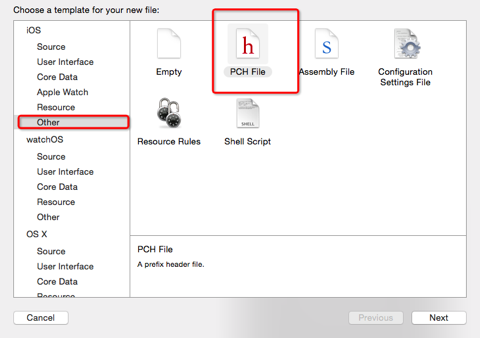 Choose a template for your new file:
iOS
Source
User Interface
Core Data
Apple Watch
Resource
Other
watchOS
Source
User Interface
Core Data
Resource
Other
OS X
Source
User Interface
Core Data
Resource
h
S
SHELL
Empty
PCH File
Assembly File
Configuration
Settings File
Resource Rules
Shell Script
PCH File
A prefix header file.
Cancel
Previous
Next